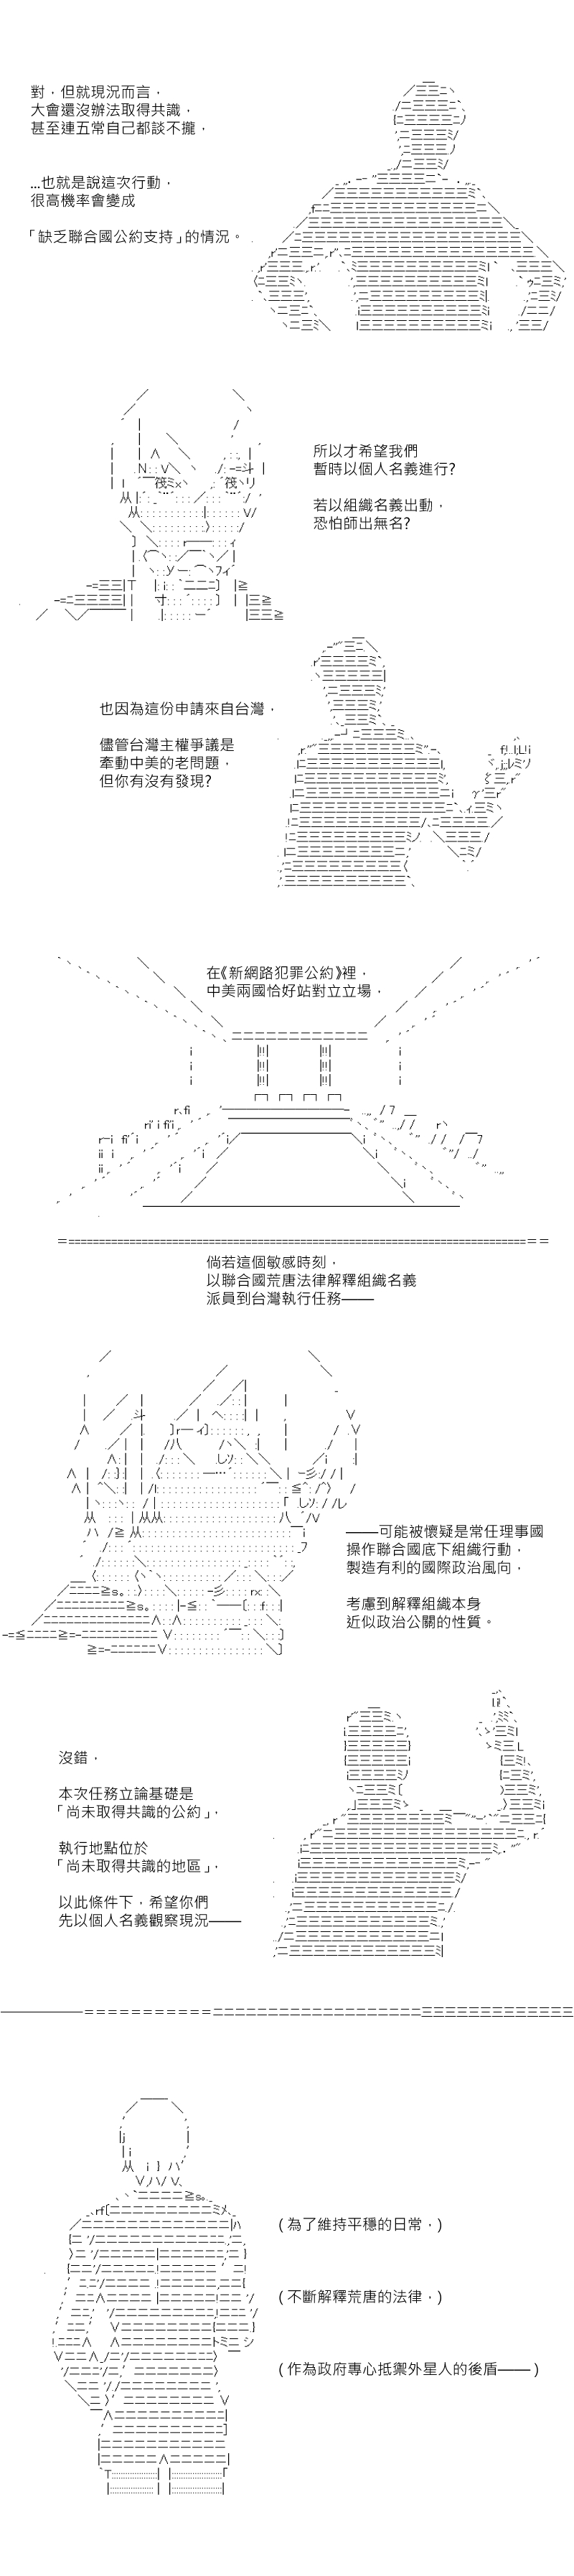 對，但就現況而言，
大會還沒辦法取得共識，
甚至連五常自己都談不攏，
...也就是說這次行動，
很高機率會變成
「缺乏聯合國公約支持」的情況。
所以才希望我們
暫時以個人名義進行?
若以組織名義出動，
恐怕師出無名?
也因為這份申請來自台灣，
儘管台灣主權爭議是
牽動中美的老問題，
但你有沒有發現?
在《新網路犯罪公約》裡，
中美兩國恰好站對立立場，
倘若這個敏感時刻，
以聯合國荒唐法律解釋組織名義
派員到台灣執行任務——
——可能被懷疑是常任理事國
操作聯合國底下組織行動，
製造有利的國際政治風向，
考慮到解釋組織本身
近似政治公關的性質。
沒錯，
本次任務立論基礎是
「尚未取得共識的公約」，
執行地點位於
「尚未取得共識的地區」，
以此條件下，希望你們
先以個人名義觀察現況——
(為了維持平穩的日常，)
(不斷解釋荒唐的法律，)
(作為政府專心抵禦外星人的後盾——)